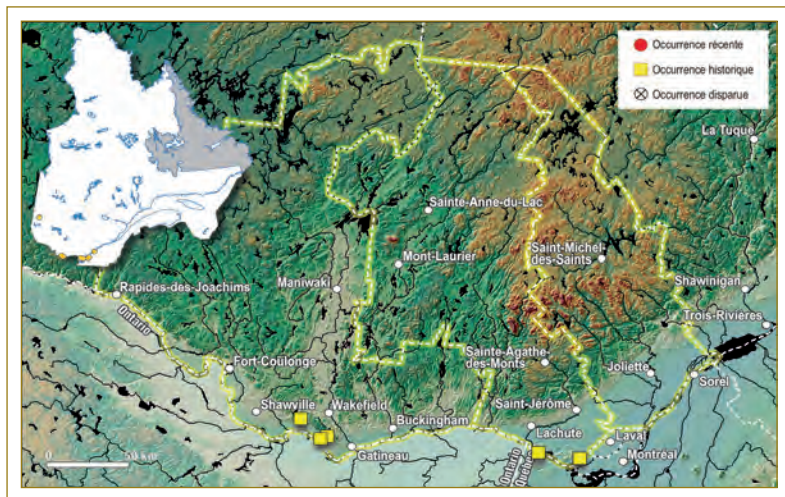 Occurrence récente
Occurrence historique
Occurrence disparue
La Tuque
Sainte-Anne-du-Lac
Saint-Michel
des-Saints
Mont-Laurier
Maniwaki
Rapides-des-Joachims
Shawinigan
Ontario
Trois-Rivières
Fort-Coulonge
Sainte-Agathe
des-Monts
Joliette
Sorel
Shawville
Wakefield
Saint-Jérôme
Buckingham
Lachute
Laval
Gatineau
Montréal
Ontario
Québec
0 50 km